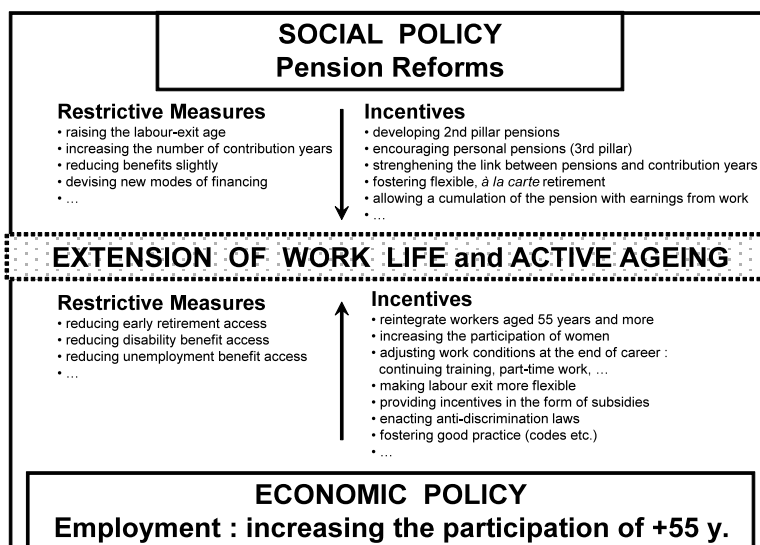 SOCIAL POLICY
Pension Reforms
Restrictive Measures
• raising the labour-exit age
• increasing the number of contribution years
• reducing benefits slightly
• devising new modes of financing
• ...
Incentives
• developing 2nd pillar pensions
• encouraging personal pensions (3rd pillar)
• strengthening the link between pensions and contribution years
• fostering flexible, à la carte retirement
• allowing a cumulation of the pension with earnings from work
• ...
EXTENSION OF WORK LIFE and ACTIVE AGEING
Restrictive Measures
• reducing early retirement access
• reducing disability benefit access
• reducing unemployment benefit access
• ...
Incentives
• reintegrate workers aged 55 years and more
• increasing the participation of women
• adjusting work conditions at the end of career :
continuing training, part-time work, ...
• making labour exit more flexible
• providing incentives in the form of subsidies
• enacting anti-discrimination laws
• fostering good practice (codes etc.)
• ...
ECONOMIC POLICY
Employment : increasing the participation of +55 y.